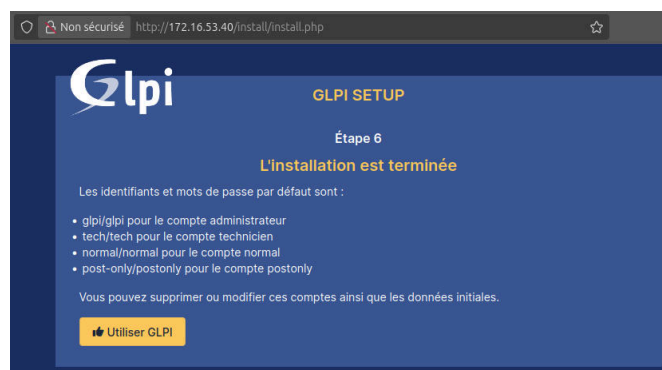 Non sécurisé http://172.16.53.40/install/install.php
Glpi
GLPI SETUP
Étape 6
L'installation est terminée
Les identifiants et mots de passe par défaut sont :
• glpi/glpi pour le compte administrateur
• tech/tech pour le compte technicien
• normal/normal pour le compte normal
• post-only/postonly pour le compte postonly
Vous pouvez supprimer ou modifier ces comptes ainsi que les données initiales.
Utiliser GLPI